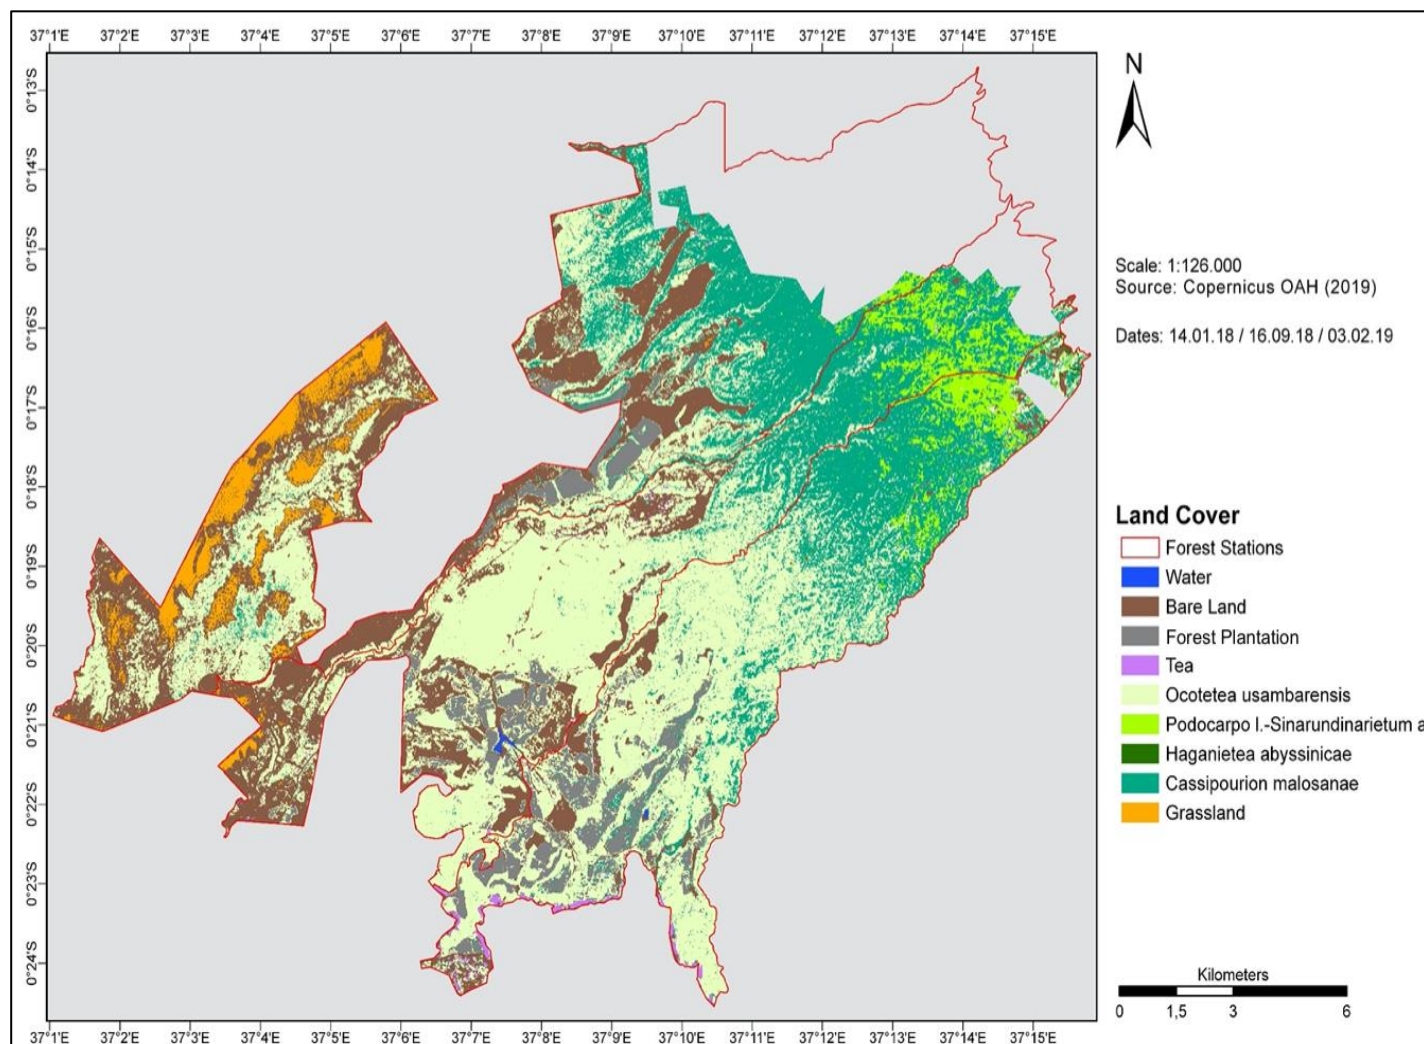 37°1'E 37°2'E 37°3'E 37°4'E 37°5'E 37°6'E 37°7'E 37°8'E 37°9'E 37°10'E 37°11'E 37°12'E 37°13'E 37°14'E 37°15'E
0°13'S
0°14'S
0°15'S
0°16'S
0°17'S
0°18'S
0°19'S
0°20'S
0°21'S
0°22'S
0°23'S
0°24'S
37°1'E 37°2'E 37°3'E 37°4'E 37°5'E 37°6'E 37°7'E 37°8'E 37°9'E 37°10'E 37°11'E 37°12'E 37°13'E 37°14'E 37°15'E
N
Scale: 1:126.000
Source: Copernicus OAH (2019)
Dates: 14.01.18 / 16.09.18 / 03.02.19
Land Cover
Forest Stations
Water
Bare Land
Forest Plantation
Tea
Ocotetea usambarensis
Podocarpo l.-Sinarundinarietum a
Haganietea abyssinicae
Cassipourion malosanae
Grassland
Kilometers
0 1,5 3 6